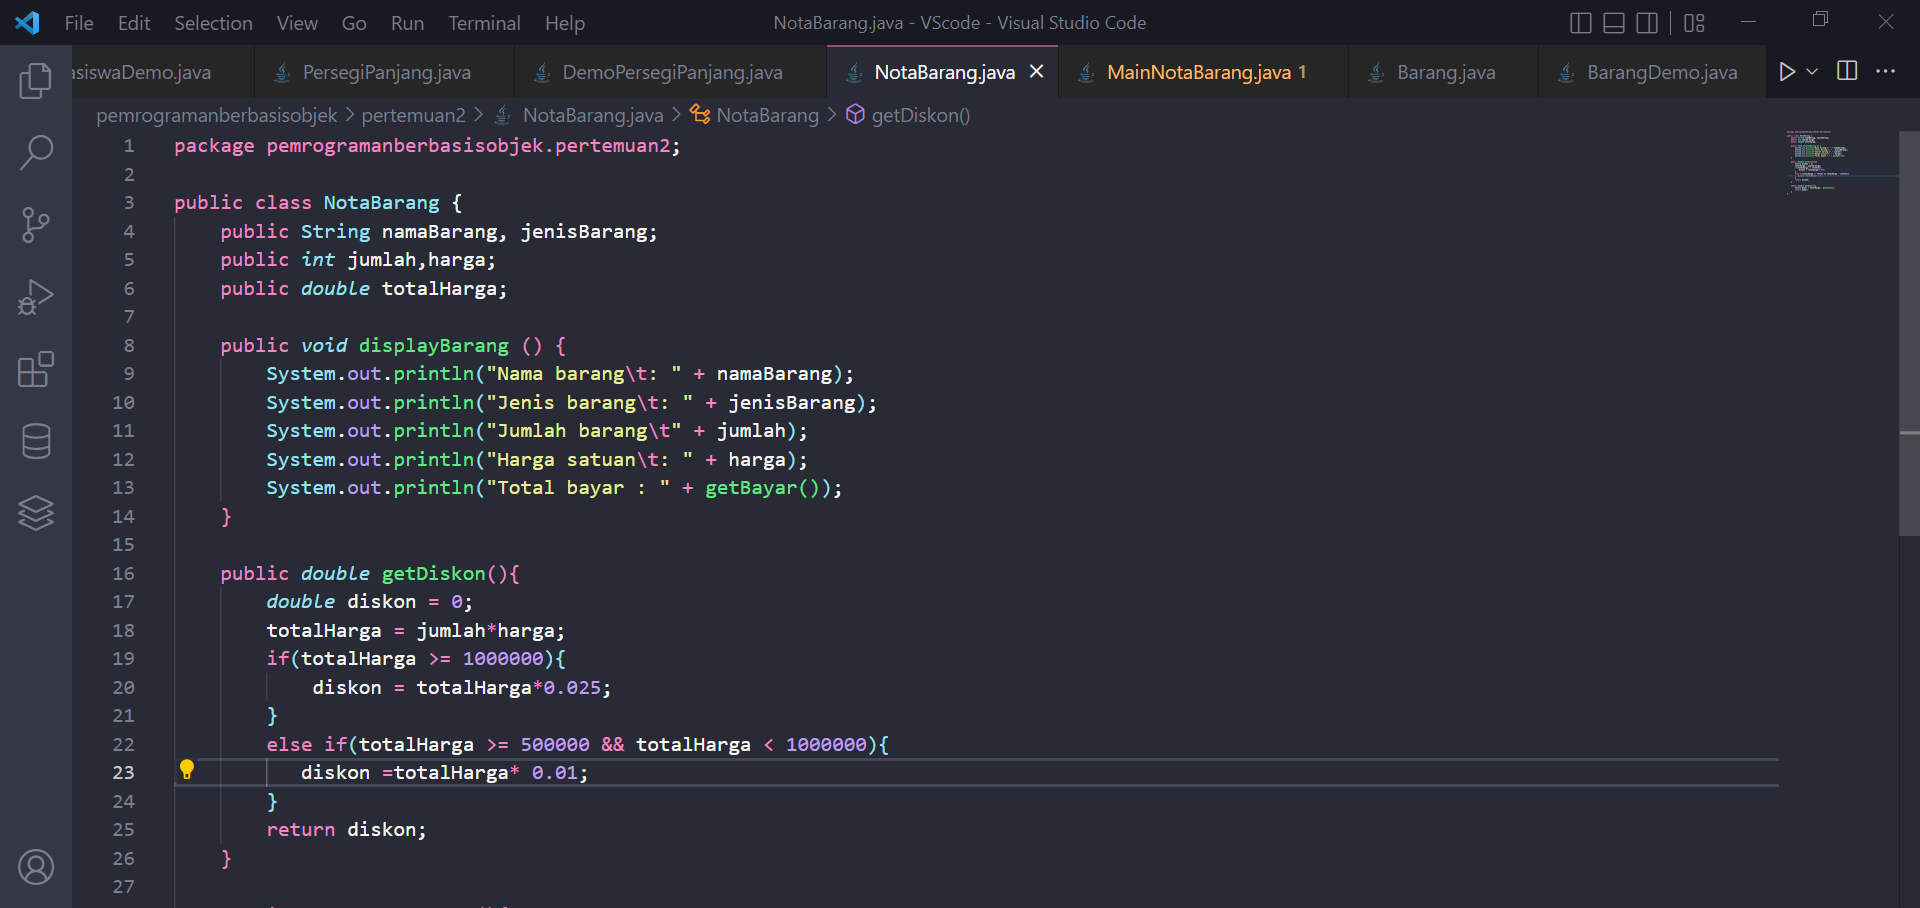 File Edit Selection View Go Run Terminal Help NotaBarang.java - VScode - Visual Studio Code
asiswaDemo.java PersegiPanjang.java DemoPersegiPanjang.java NotaBarang.java MainNotaBarang.java 1 Barang.java BarangDemo.java
pemrogramanberbasisobjek > pertemuan2 > NotaBarang.java > NotaBarang > getDiskon()
1 package pemrogramanberbasisobjek.pertemuan2;
2
3 public class NotaBarang {
4 public String namaBarang, jenisBarang;
5 public int jumlah,harga;
6 public double totalHarga;
7
8 public void displayBarang () {
9 System.out.println("Nama barang\t: " + namaBarang);
10 System.out.println("Jenis barang\t: " + jenisBarang);
11 System.out.println("Jumlah barang\t" + jumlah);
12 System.out.println("Harga satuan\t: " + harga);
13 System.out.println("Total bayar : " + getBayar());
14 }
15
16 public double getDiskon(){
17 double diskon = 0;
18 totalHarga = jumlah*harga;
19 if(totalHarga >= 1000000){
20 diskon = totalHarga*0.025;
21 }
22 else if(totalHarga >= 500000 && totalHarga < 1000000){
23 diskon =totalHarga* 0.01;
24 }
25 return diskon;
26 }
27